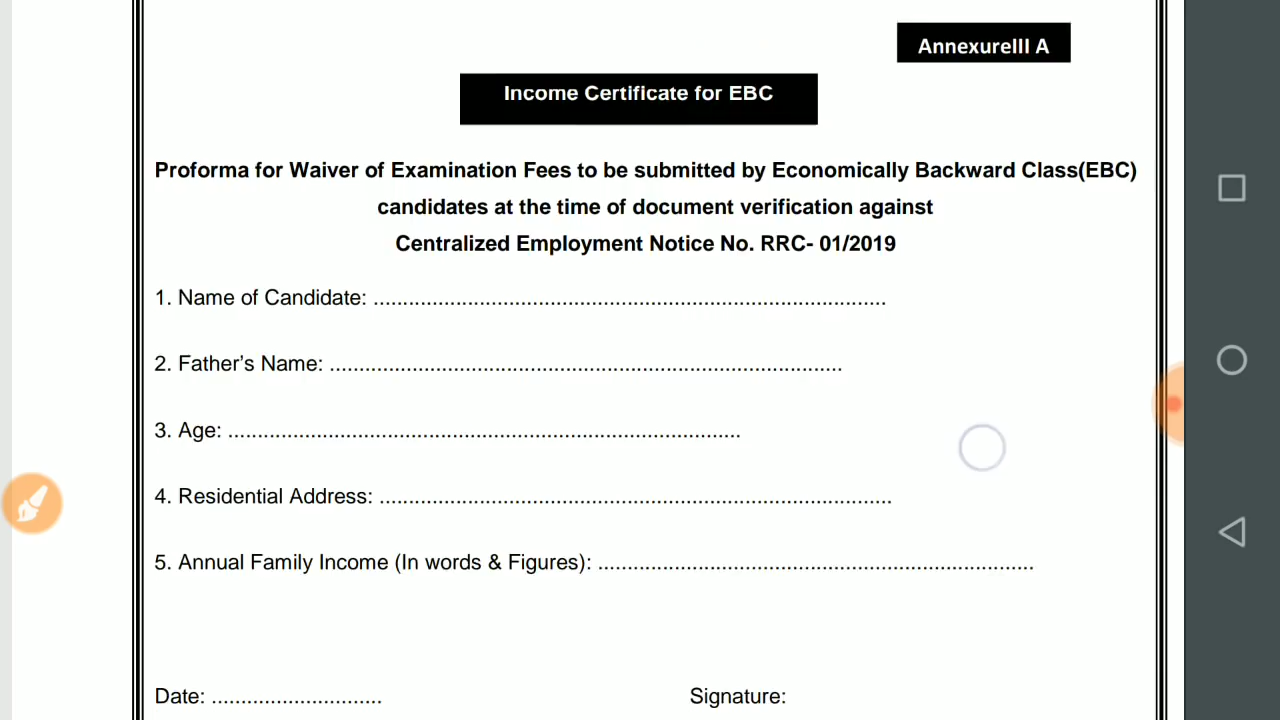 AnnexureIII A
Income Certificate for EBC
Proforma for Waiver of Examination Fees to be submitted by Economically Backward Class(EBC)
candidates at the time of document verification against
Centralized Employment Notice No. RRC- 01/2019
1. Name of Candidate: .......................................................................................
2. Father’s Name: .......................................................................................
3. Age: .......................................................................................
4. Residential Address: .......................................................................................
5. Annual Family Income (In words & Figures): ..........................................................................
Date: .............................
Signature: